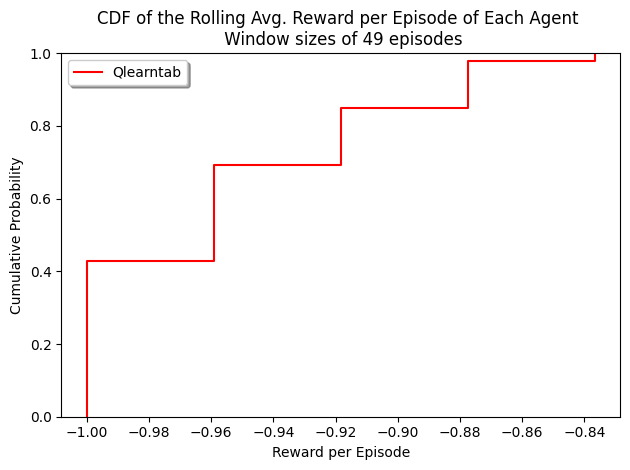 CDF of the Rolling Avg. Reward per Episode of Each Agent
Window sizes of 49 episodes
Qlearntab
Cumulative Probability
1.0
0.8
0.6
0.4
0.2
0.0
−1.00 −0.98 −0.96 −0.94 −0.92 −0.90 −0.88 −0.86 −0.84
Reward per Episode